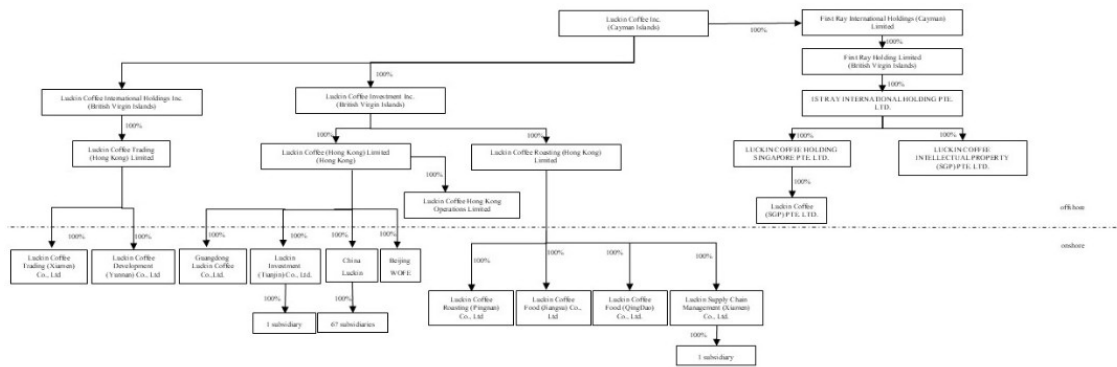 Luckin Coffee Inc.
(Cayman Islands)
100%
First Ray International Holdings (Cayman)
Limited
100%
First Ray Holding Limited
(British Virgin Islands)
100%
100%
100%
Luckin Coffee International Holdings Inc.
(British Virgin Islands)
Luckin Coffee Investment Inc.
(British Virgin Islands)
1ST RAY INTERNATIONAL HOLDING PTE.
LTD.
100%
100%
100%
100%
100%
Luckin Coffee Trading
(Hong Kong) Limited
Luckin Coffee (Hong Kong) Limited
(Hong Kong)
Luckin Coffee Roasting (Hong Kong)
Limited
LUCKIN COFFEE HOLDING
SINGAPORE PTE. LTD.
LUCKIN COFFEE
INTELLECTUAL PROPERTY
(SGP) PTE. LTD.
100%
100%
Luckin Coffee Hong Kong
Operations Limited
Luckin Coffee
(SGP) PTE. LTD.
offshore
onshore
100%
100%
100%
100%
100%
100%
Luckin Coffee
Trading (Xiamen)
Co., Ltd
Luckin Coffee
Development
(Yunnan) Co., Ltd
Guangdong
Luckin Coffee
Co., Ltd.
Luckin
Investment
(Tianjin) Co., Ltd.
China
Luckin
Beijing
WOFE
100%
100%
100%
100%
Luckin Coffee
Roasting (Pingnan)
Co., Ltd
Luckin Coffee
Food (Jiangsu) Co.,
Ltd
Luckin Coffee
Food (QingDao)
Co., Ltd.
Luckin Supply Chain
Management (Xiamen)
Co., Ltd.
100%
100%
1 subsidiary
67 subsidiaries
100%
1 subsidiary